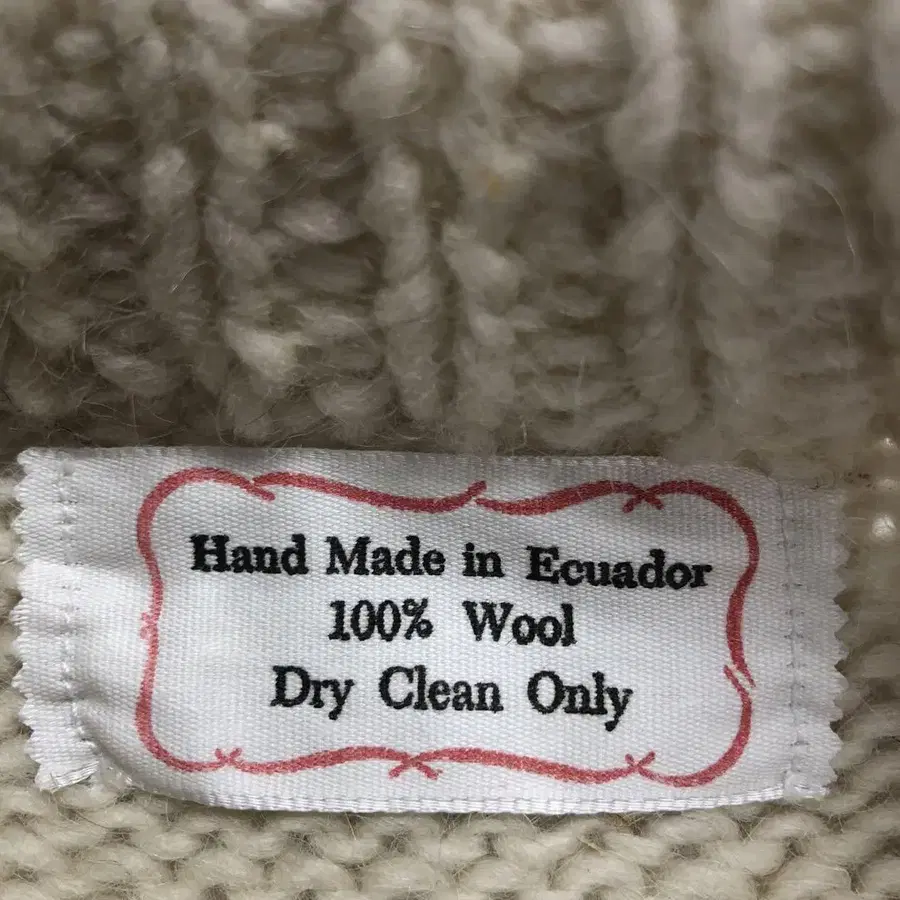 Hand Made in Ecuador
100% Wool
Dry Clean Only